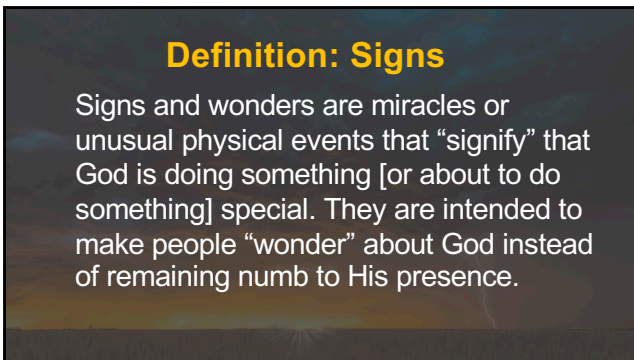 Definition: Signs
Signs and wonders are miracles or
unusual physical events that “signify” that
God is doing something [or about to do
something] special. They are intended to
make people “wonder” about God instead
of remaining numb to His presence.